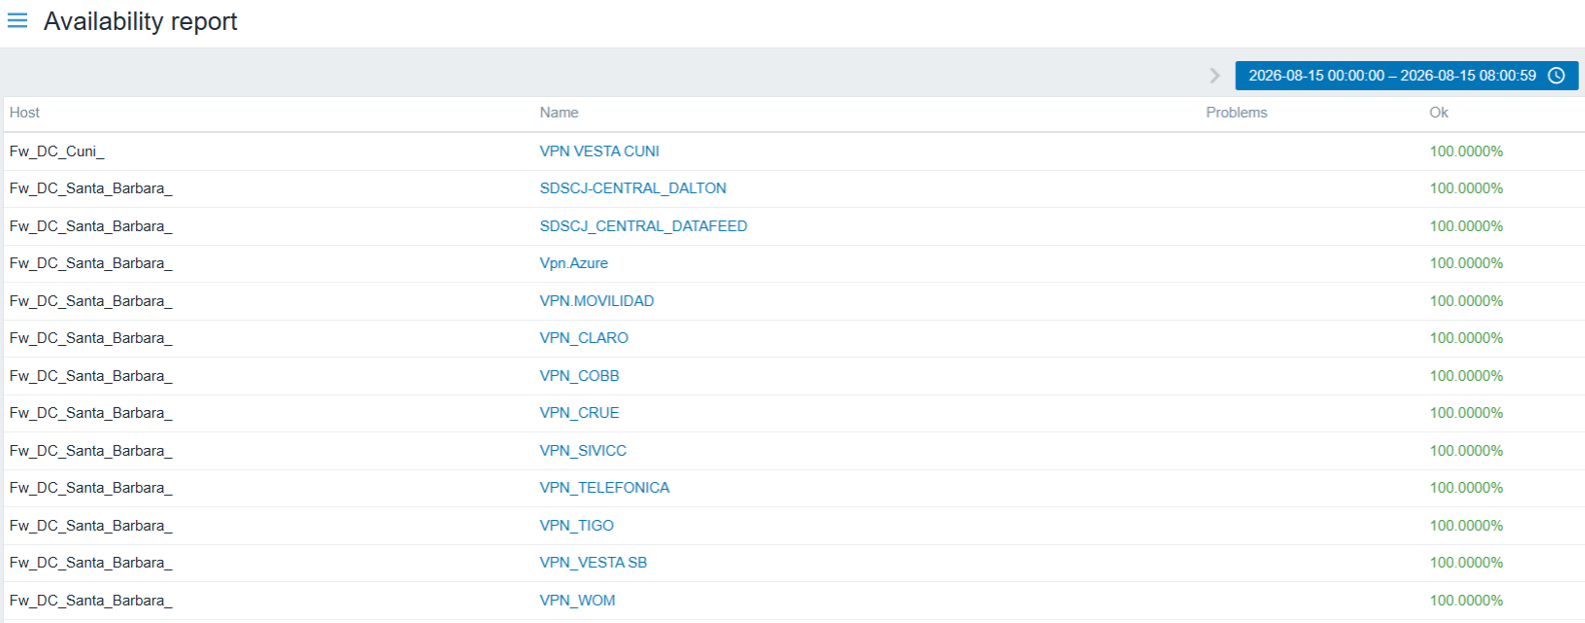 Availability report
2026-08-15 00:00:00 – 2026-08-15 08:00:59
Host Name Problems Ok
Fw_DC_Cuni_ VPN VESTA CUNI 100.0000%
Fw_DC_Santa_Barbara_ SDSCJ-CENTRAL_DALTON 100.0000%
Fw_DC_Santa_Barbara_ SDSCJ_CENTRAL_DATAFEED 100.0000%
Fw_DC_Santa_Barbara_ Vpn.Azure 100.0000%
Fw_DC_Santa_Barbara_ VPN.MOVILIDAD 100.0000%
Fw_DC_Santa_Barbara_ VPN_CLARO 100.0000%
Fw_DC_Santa_Barbara_ VPN_COBB 100.0000%
Fw_DC_Santa_Barbara_ VPN_CRUE 100.0000%
Fw_DC_Santa_Barbara_ VPN_SIVICC 100.0000%
Fw_DC_Santa_Barbara_ VPN_TELEFONICA 100.0000%
Fw_DC_Santa_Barbara_ VPN_TIGO 100.0000%
Fw_DC_Santa_Barbara_ VPN_VESTA SB 100.0000%
Fw_DC_Santa_Barbara_ VPN_WOM 100.0000%